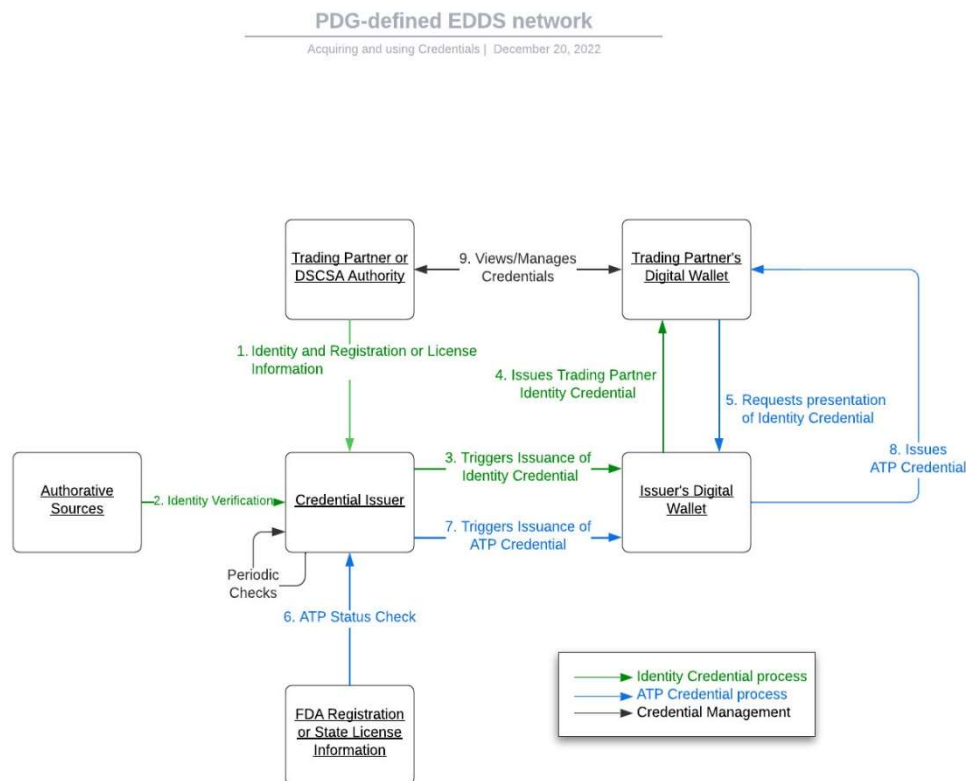 PDG-defined EDDS network
Acquiring and using Credentials | December 20, 2022
Trading Partner or
DSCSA Authority
9. Views/Manages
Credentials
Trading Partner's
Digital Wallet
1. Identity and Registration or License
Information
4. Issues Trading Partner
Identity Credential
5. Requests presentation
of Identity Credential
8. Issues
ATP Credential
Authorative
Sources
2. Identity Verification
Credential Issuer
3. Triggers Issuance of
Identity Credential
7. Triggers Issuance of
ATP Credential
Issuer's Digital
Wallet
Periodic
Checks
6. ATP Status Check
FDA Registration
or State License
Information
Identity Credential process
ATP Credential process
Credential Management